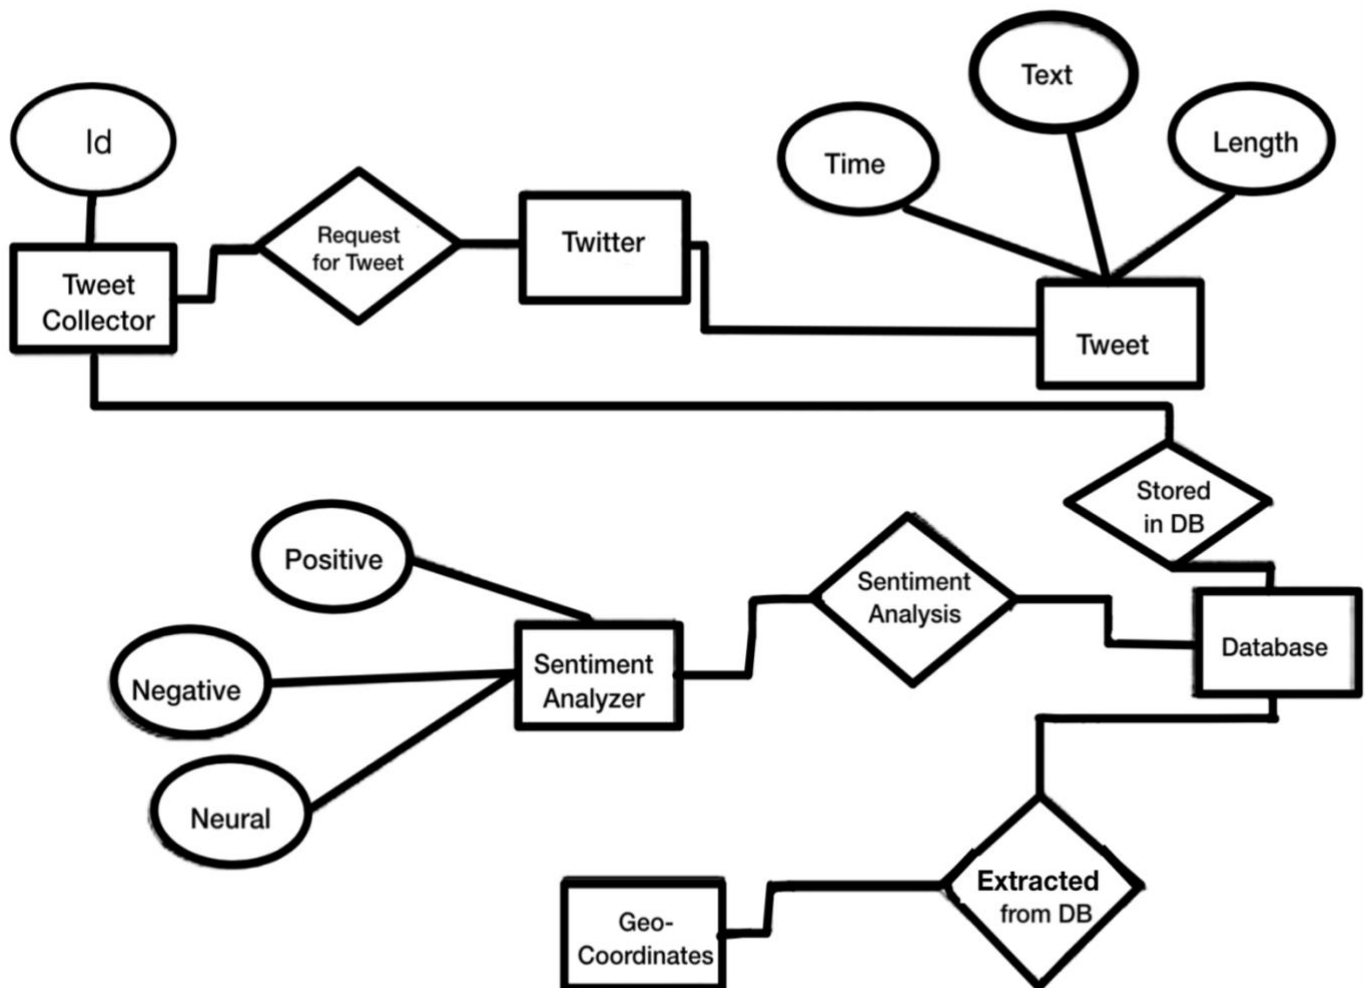 Text
Id
Time
Length
Request
for Tweet
Twitter
Tweet
Collector
Tweet
Stored
in DB
Positive
Sentiment
Analysis
Negative
Sentiment
Analyzer
Database
Neural
Extracted
from DB
Geo-
Coordinates